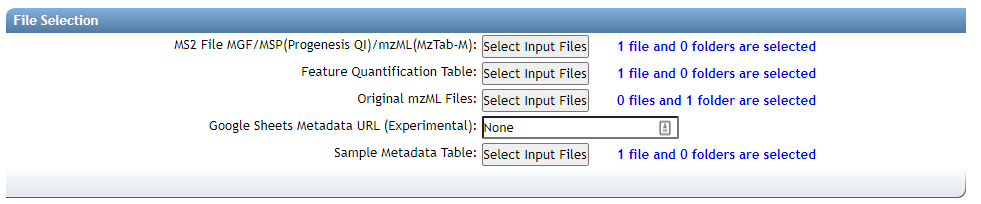 File Selection
MS2 File MGF/MSP(Progenesis QI)/mzML(MzTab-M): Select Input Files 1 file and 0 folders are selected
Feature Quantification Table: Select Input Files 1 file and 0 folders are selected
Original mzML Files: Select Input Files 0 files and 1 folder are selected
Google Sheets Metadata URL (Experimental): None
Sample Metadata Table: Select Input Files 1 file and 0 folders are selected